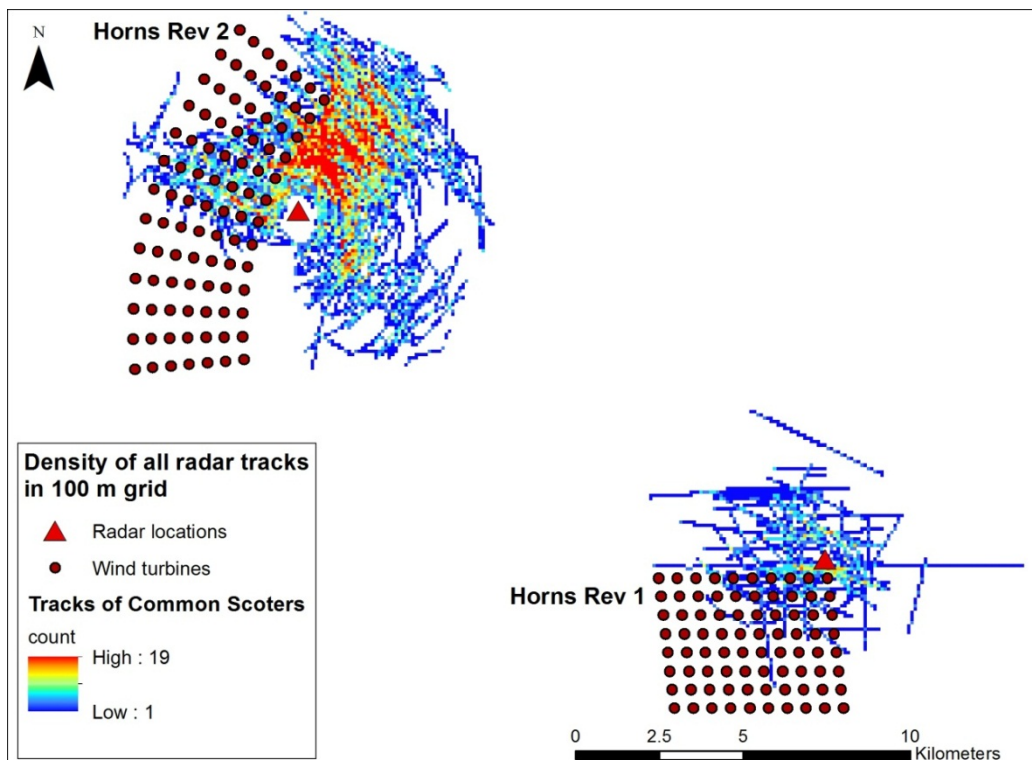 N
Horns Rev 2
Density of all radar tracks
in 100 m grid
Radar locations
Wind turbines
Tracks of Common Scoters
count
High : 19
Low : 1
Horns Rev 1
0 2.5 5 10
Kilometers